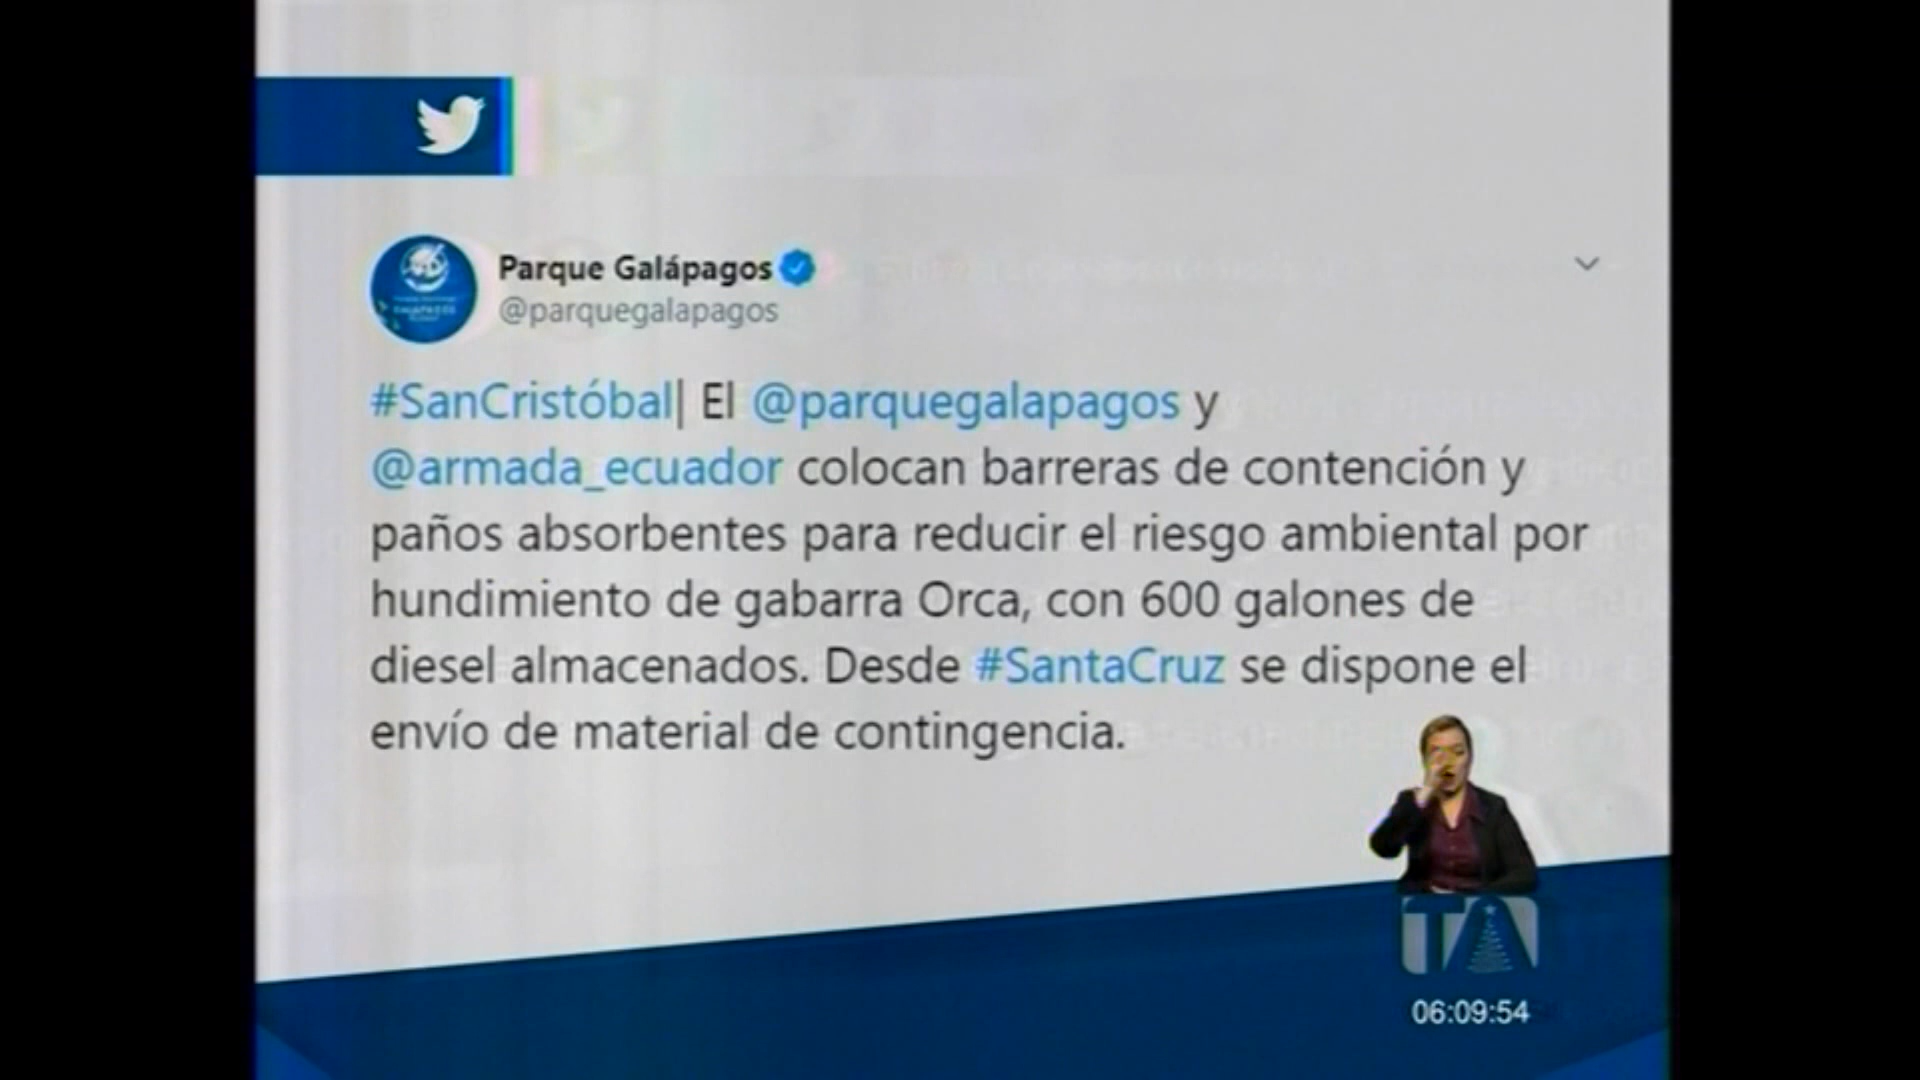 Parque Galápagos
@parquegalapagos
#SanCristóbal| El @parquegalapagos y
@armada_ecuador colocan barreras de contención y
paños absorbentes para reducir el riesgo ambiental por
hundimiento de gabarra Orca, con 600 galones de
diesel almacenados. Desde #SantaCruz se dispone el
envío de material de contingencia.
TA
06:09:54